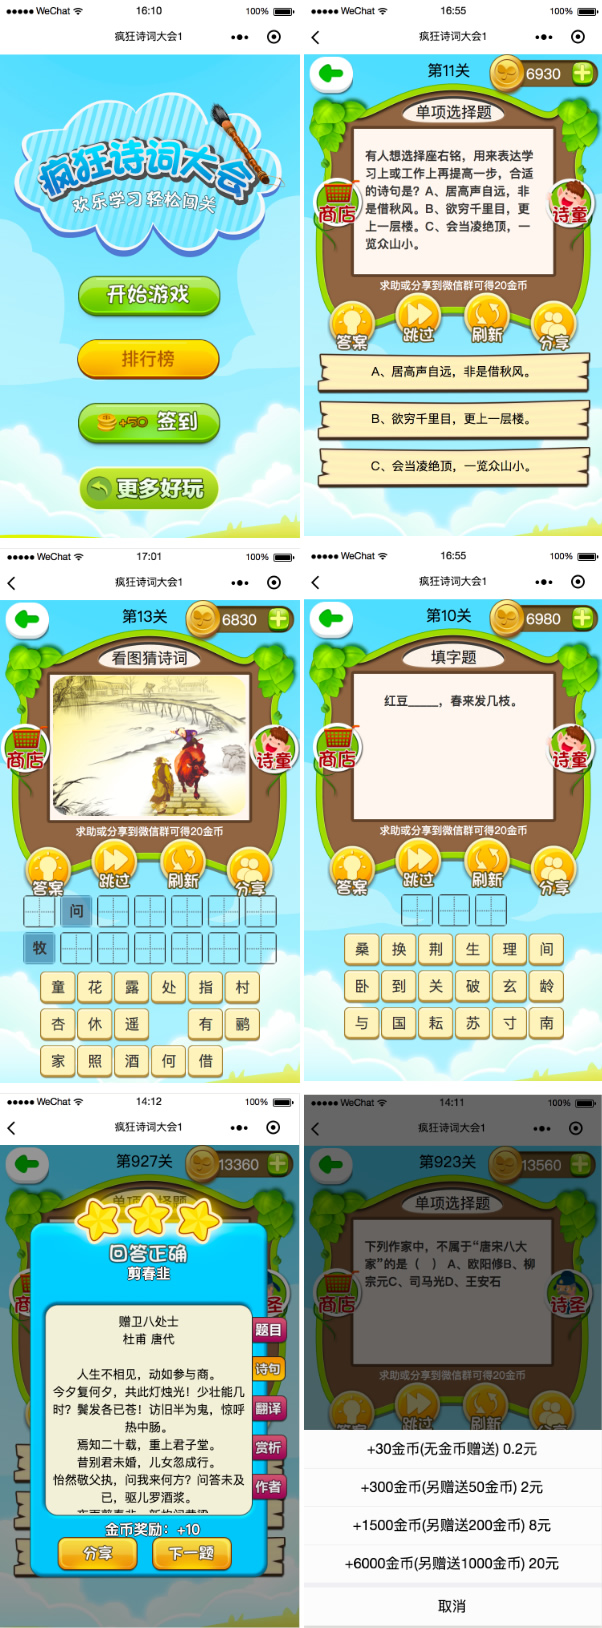 ●●●●● WeChat 16:10 100%
疯狂诗词大会1
疯狂诗词大会
欢乐学习 轻松闯关
开始游戏
排行榜
+50 签到
更多好玩
●●●●● WeChat 16:55 100%
疯狂诗词大会1
第11关
6930
单项选择题
有人想选择座右铭，用来表达学
习上或工作上再提高一步，合适
的诗句是？A、居高声自远，非
是借秋风。B、欲穷千里目，更
上一层楼。C、会当凌绝顶，一
览众山小。
商店
诗童
求助或分享到微信群可得20金币
答案 跳过 刷新 分享
A、居高声自远，非是借秋风。
B、欲穷千里目，更上一层楼。
C、会当凌绝顶，一览众山小。
●●●●● WeChat 17:01 100%
疯狂诗词大会1
第13关
6830
看图猜诗词
商店
诗童
求助或分享到微信群可得20金币
答案 跳过 刷新 分享
问
牧
童 花 露 处 指 村
杏 休 遥 有 鹂
家 照 酒 何 借
●●●●● WeChat 16:55 100%
疯狂诗词大会1
第10关
6980
填字题
红豆_____，春来发几枝。
商店
诗童
求助或分享到微信群可得20金币
答案 跳过 刷新 分享
桑 换 荆 生 理 间
卧 到 关 破 玄 龄
与 国 耘 苏 寸 南
●●●●● WeChat 14:12 100%
疯狂诗词大会1
第927关
13360
单项选择题
回答正确
剪春韭
赠卫八处士
杜甫 唐代
人生不相见，动如参与商。
今夕复何夕，共此灯烛光！少壮能几
时？鬓发各已苍！访旧半为鬼，惊呼
热中肠。
焉知二十载，重上君子堂。
昔别君未婚，儿女忽成行。
怡然敬父执，问我来何方？问答未及
已，驱儿罗酒浆。
题目
诗句
翻译
赏析
作者
金币奖励：+10
分享 下一题
●●●●● WeChat 14:11 100%
疯狂诗词大会1
第923关
13560
单项选择题
下列作家中，不属于“唐宋八大
家”的是（ ） A、欧阳修B、柳
宗元C、司马光D、王安石
商店
诗圣
求助或分享到微信群可得20金币
答案 跳过 刷新 分享
+30金币(无金币赠送) 0.2元
+300金币(另赠送50金币) 2元
+1500金币(另赠送200金币) 8元
+6000金币(另赠送1000金币) 20元
取消